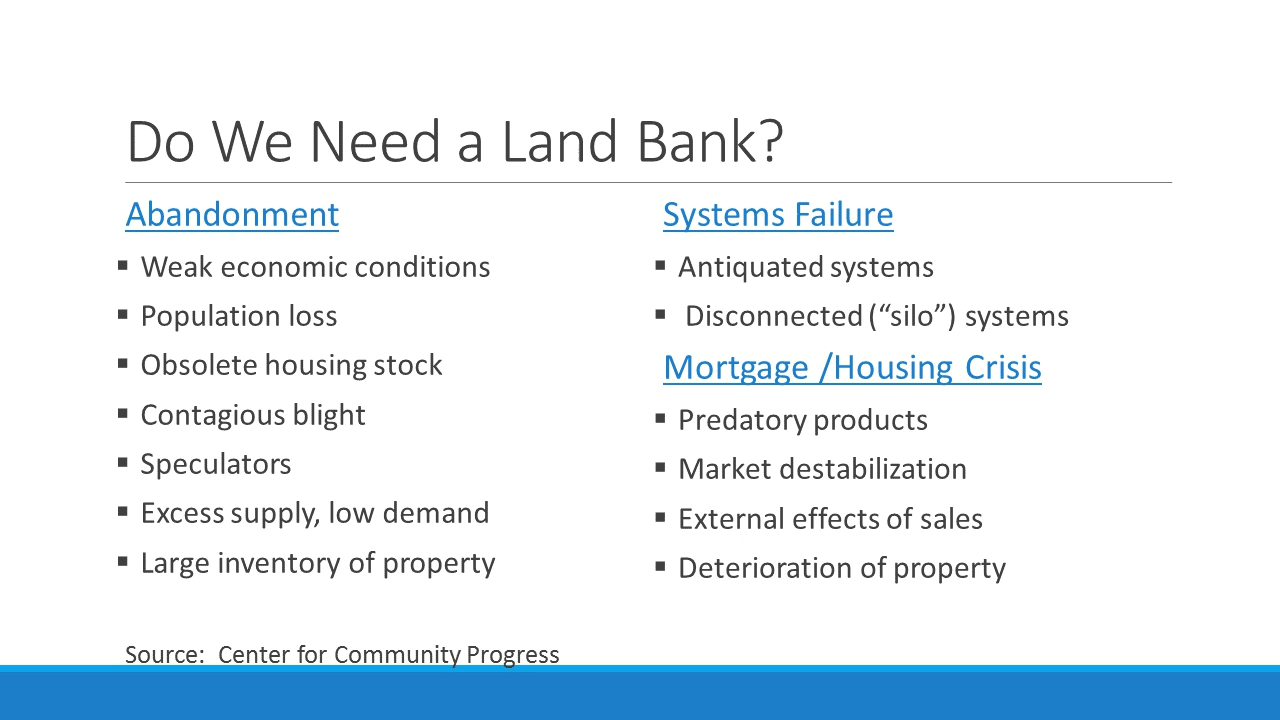 Do We Need a Land Bank?
Abandonment
▪ Weak economic conditions
▪ Population loss
▪ Obsolete housing stock
▪ Contagious blight
▪ Speculators
▪ Excess supply, low demand
▪ Large inventory of property
Systems Failure
▪ Antiquated systems
▪ Disconnected (“silo”) systems
Mortgage /Housing Crisis
▪ Predatory products
▪ Market destabilization
▪ External effects of sales
▪ Deterioration of property
Source: Center for Community Progress